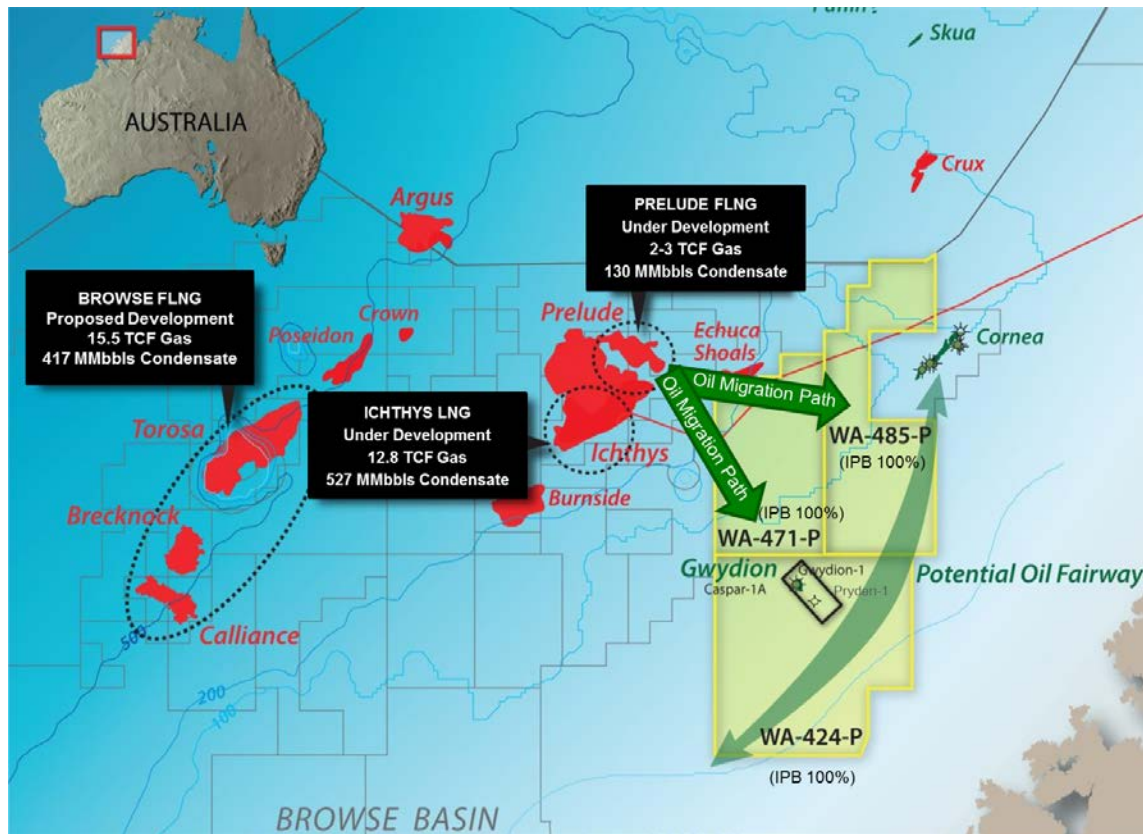 Skua
AUSTRALIA
Crux
Argus
PRELUDE FLNG
Under Development
2-3 TCF Gas
130 MMbbls Condensate
BROWSE FLNG
Proposed Development
15.5 TCF Gas
417 MMbbls Condensate
Crown
Poseidon
Prelude
Echuca
Shoals
Cornea
Oil Migration Path
Oil Migration Path
ICHTHYS LNG
Under Development
12.8 TCF Gas
527 MMbbls Condensate
Torosa
Ichthys
WA-485-P
(IPB 100%)
Burnside
Brecknock
(IPB 100%)
WA-471-P
Gwydion
Gwydion-1
Caspar-1A
Pryderi-1
Potential Oil Fairway
Calliance
500
200
100
WA-424-P
(IPB 100%)
BROWSE BASIN